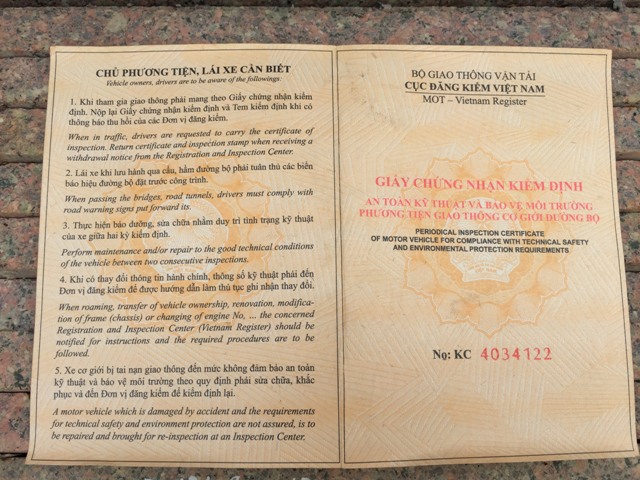 CHỦ PHƯƠNG TIỆN, LÁI XE CẦN BIẾT
Vehicle owners, drivers are to be aware of the followings:
1. Khi tham gia giao thông phải mang theo Giấy chứng nhận kiểm
định. Nộp lại Giấy chứng nhận kiểm định và Tem kiểm định khi có
thông báo thu hồi của các Đơn vị đăng kiểm.
When in traffic, drivers are requested to carry the certificate of
inspection. Return certificate and inspection stamp when receiving a
withdrawal notice from the Registration and Inspection Center.
2. Lái xe khi lưu hành qua cầu, hầm đường bộ phải tuân thủ các biển
báo hiệu đường bộ đặt trước công trình.
When passing the bridges, road tunnels, drivers must comply with
road warning signs put forward its.
3. Thực hiện bảo dưỡng, sửa chữa nhằm duy trì tình trạng kỹ thuật
của xe giữa hai kỳ kiểm định.
Perform maintenance and/or repair to the good technical conditions
of the vehicle between two consecutive inspections.
4. Khi có thay đổi thông tin hành chính, thông số kỹ thuật phải đến
Đơn vị đăng kiểm để được hướng dẫn làm thủ tục ghi nhận thay đổi.
When roaming, transfer of vehicle ownership, renovation, modifica-
tion of frame (chassis) or changing of engine No, ... the concerned
Registration and Inspection Center (Vietnam Register) should be
notified for instructions and the required procedures are to be
followed.
5. Xe cơ giới bị tai nạn giao thông đến mức không đảm bảo an toàn
kỹ thuật và bảo vệ môi trường theo quy định phải sửa chữa, khắc
phục và đến Đơn vị đăng kiểm để kiểm định lại.
A motor vehicle which is damaged by accident and the requirements
for technical safety and environment protection are not assured, is to
be repaired and brought for re-inspection at an Inspection Center.
BỘ GIAO THÔNG VẬN TẢI
CỤC ĐĂNG KIỂM VIỆT NAM
MOT – Vietnam Register
GIẤY CHỨNG NHẬN KIỂM ĐỊNH
AN TOÀN KỸ THUẬT VÀ BẢO VỆ MÔI TRƯỜNG
PHƯƠNG TIỆN GIAO THÔNG CƠ GIỚI ĐƯỜNG BỘ
PERIODICAL INSPECTION CERTIFICATE
OF MOTOR VEHICLE FOR COMPLIANCE WITH TECHNICAL SAFETY
AND ENVIRONMENTAL PROTECTION REQUIREMENTS
Nọ: KC 4034122